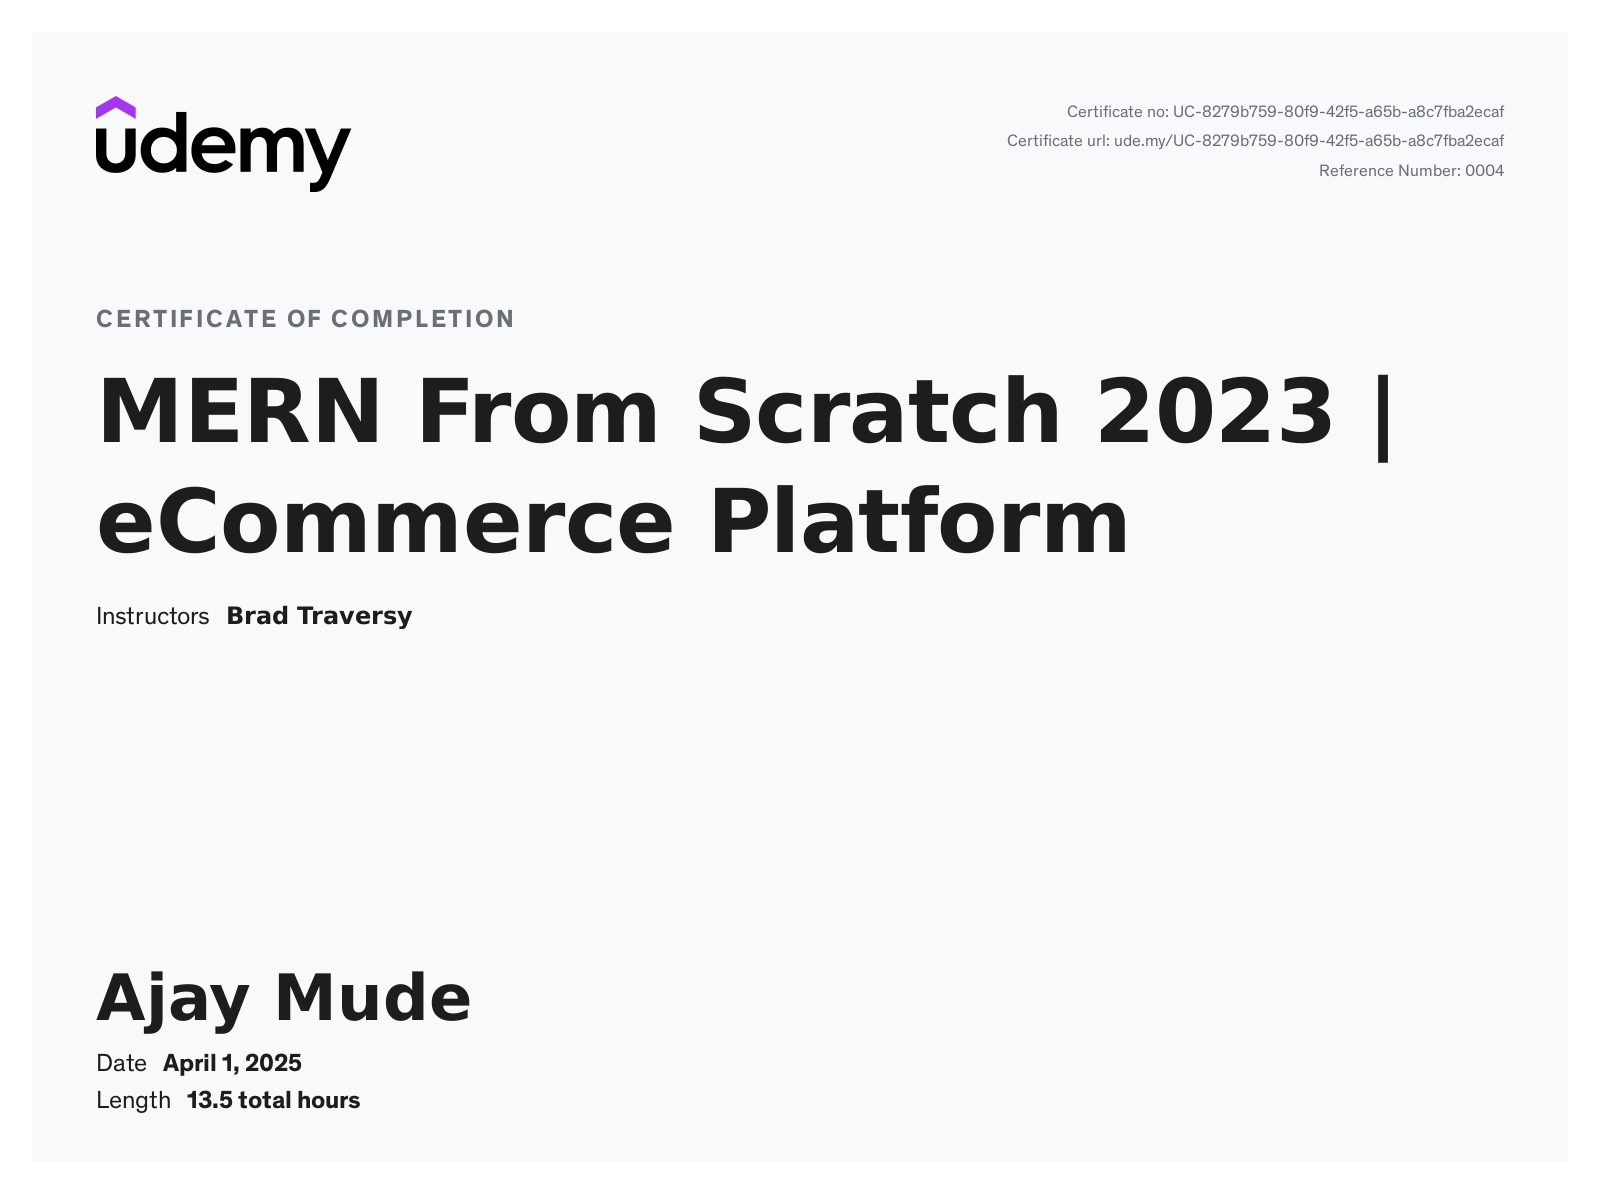 udemy
Certificate no: UC-8279b759-80f9-42f5-a65b-a8c7fba2ecaf
Certificate url: ude.my/UC-8279b759-80f9-42f5-a65b-a8c7fba2ecaf
Reference Number: 0004
CERTIFICATE OF COMPLETION
MERN From Scratch 2023 |
eCommerce Platform
Instructors Brad Traversy
Ajay Mude
Date April 1, 2025
Length 13.5 total hours